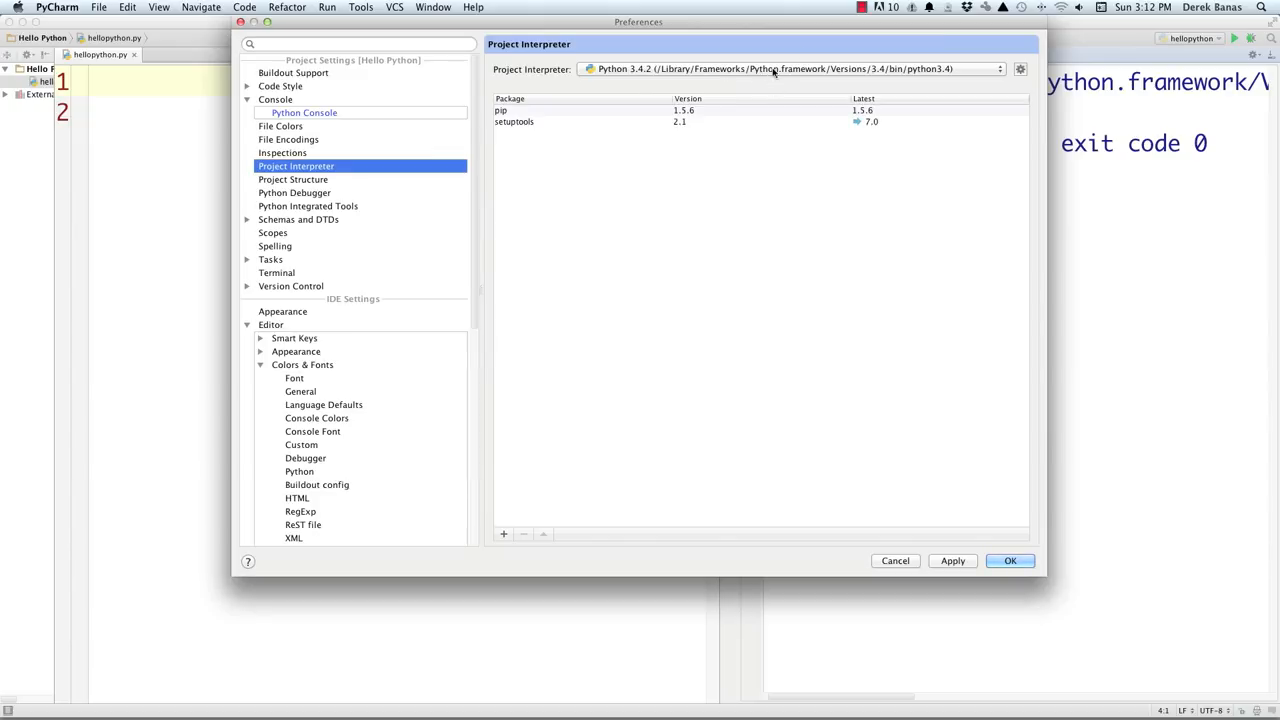 PyCharm File Edit View Navigate Code Refactor Run Tools VCS Window Help 10 Sun 3:12 PM Derek Banas
Preferences
Hello Python hellopython.py hellopython
hellopython.py
Project Settings [Hello Python]
Buildout Support
Code Style
Console
Python Console
File Colors
File Encodings
Inspections
Project Interpreter
Project Structure
Python Debugger
Python Integrated Tools
Schemas and DTDs
Scopes
Spelling
Tasks
Terminal
Version Control
IDE Settings
Appearance
Editor
Smart Keys
Appearance
Colors & Fonts
Font
General
Language Defaults
Console Colors
Console Font
Custom
Debugger
Python
Buildout config
HTML
RegExp
ReST file
XML
Project Interpreter
Project Interpreter: Python 3.4.2 (/Library/Frameworks/Python.framework/Versions/3.4/bin/python3.4)
Package Version Latest
pip 1.5.6 1.5.6
setuptools 2.1 7.0
Cancel Apply OK
Hello Py
hell
Externa
1
2
ython.framework/V
exit code 0
4:1 LF UTF-8